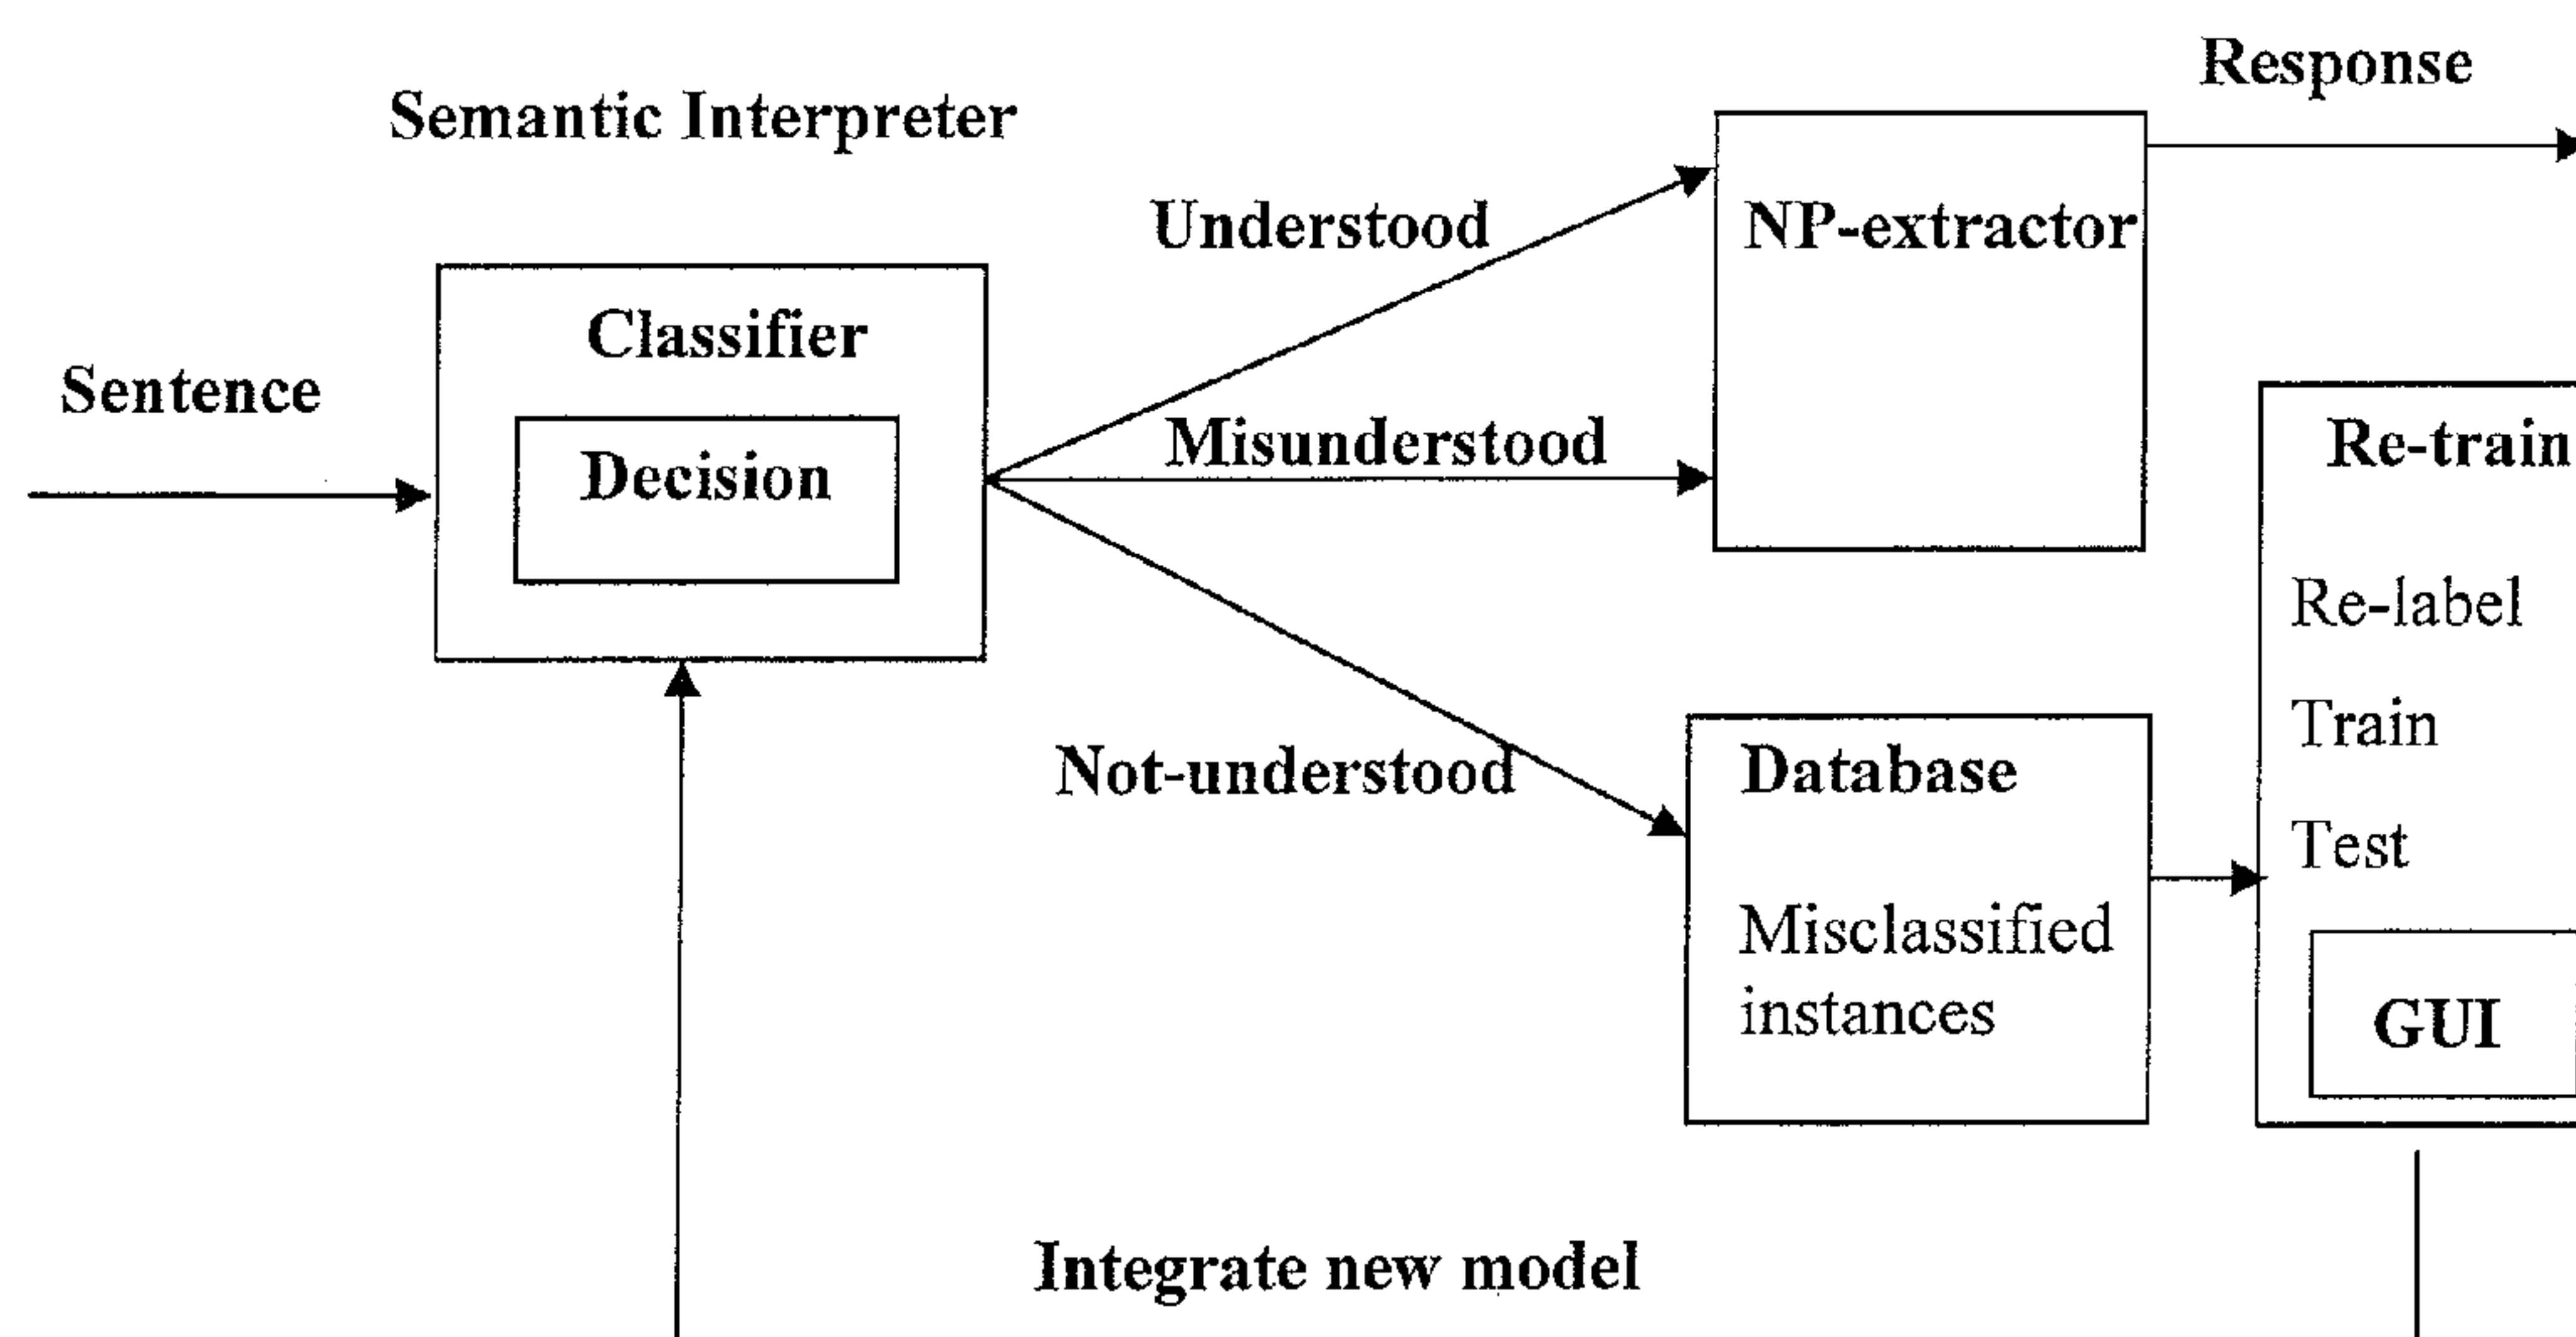 Response
Semantic Interpreter
Understood
NP-extractor
Classifier
Sentence
Misunderstood
Decision
Re-train
Re-label
Train
Not-understood
Database
Test
Misclassified
instances
GUI
Integrate new model